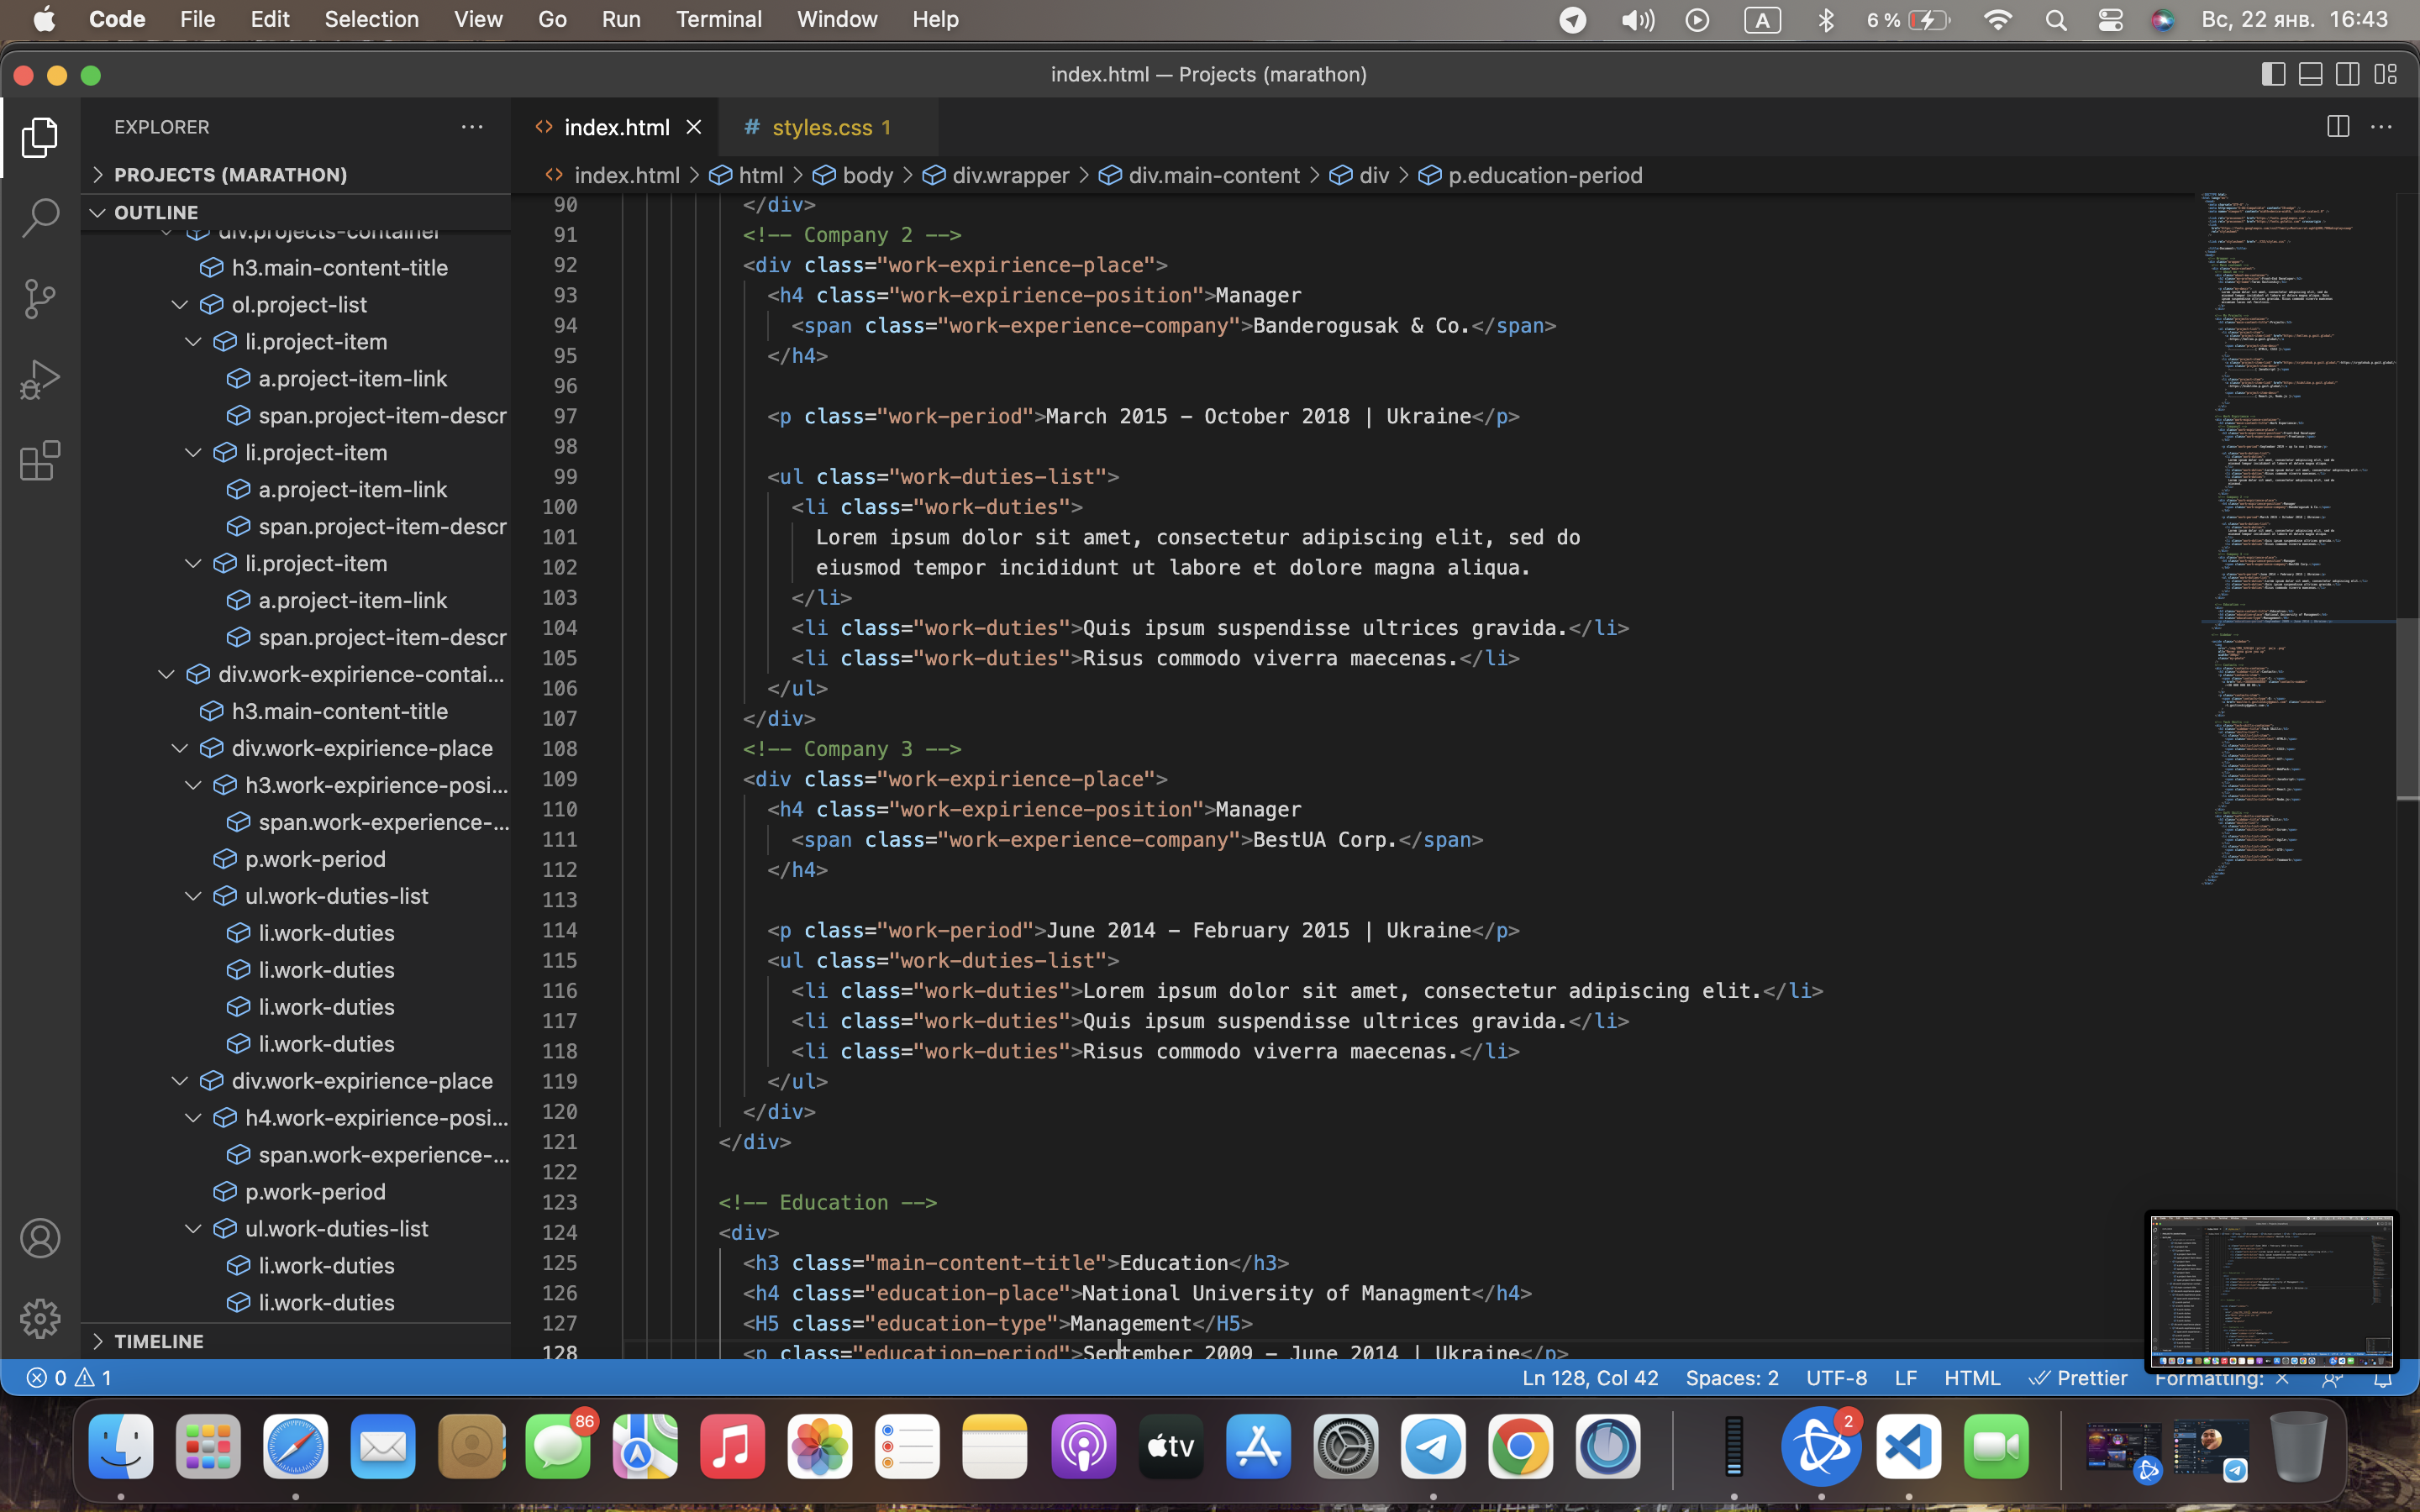 Code File Edit Selection View Go Run Terminal Window Help A 6 % Вс, 22 янв. 16:43
index.html — Projects (marathon)
EXPLORER
PROJECTS (MARATHON)
OUTLINE
div.projects-container
h3.main-content-title
ol.project-list
li.project-item
a.project-item-link
span.project-item-descr
li.project-item
a.project-item-link
span.project-item-descr
li.project-item
a.project-item-link
span.project-item-descr
div.work-expirience-contai...
h3.main-content-title
div.work-expirience-place
h3.work-expirience-posi...
span.work-experience-...
p.work-period
ul.work-duties-list
li.work-duties
li.work-duties
li.work-duties
li.work-duties
div.work-expirience-place
h4.work-expirience-posi...
span.work-experience-...
p.work-period
ul.work-duties-list
li.work-duties
li.work-duties
TIMELINE
index.html # styles.css 1
index.html > html > body > div.wrapper > div.main-content > div > p.education-period
90 </div>
91 <!-- Company 2 -->
92 <div class="work-expirience-place">
93 <h4 class="work-expirience-position">Manager
94 <span class="work-experience-company">Banderogusak & Co.</span>
95 </h4>
96
97 <p class="work-period">March 2015 - October 2018 | Ukraine</p>
98
99 <ul class="work-duties-list">
100 <li class="work-duties">
101 Lorem ipsum dolor sit amet, consectetur adipiscing elit, sed do
102 eiusmod tempor incididunt ut labore et dolore magna aliqua.
103 </li>
104 <li class="work-duties">Quis ipsum suspendisse ultrices gravida.</li>
105 <li class="work-duties">Risus commodo viverra maecenas.</li>
106 </ul>
107 </div>
108 <!-- Company 3 -->
109 <div class="work-expirience-place">
110 <h4 class="work-expirience-position">Manager
111 <span class="work-experience-company">BestUA Corp.</span>
112 </h4>
113
114 <p class="work-period">June 2014 - February 2015 | Ukraine</p>
115 <ul class="work-duties-list">
116 <li class="work-duties">Lorem ipsum dolor sit amet, consectetur adipiscing elit.</li>
117 <li class="work-duties">Quis ipsum suspendisse ultrices gravida.</li>
118 <li class="work-duties">Risus commodo viverra maecenas.</li>
119 </ul>
120 </div>
121 </div>
122
123 <!-- Education -->
124 <div>
125 <h3 class="main-content-title">Education</h3>
126 <h4 class="education-place">National University of Managment</h4>
127 <H5 class="education-type">Management</H5>
128 <p class="education-period">September 2009 - June 2014 | Ukraine</p>
0 1 Ln 128, Col 42 Spaces: 2 UTF-8 LF HTML Prettier Formatting: ×
86 tv 2